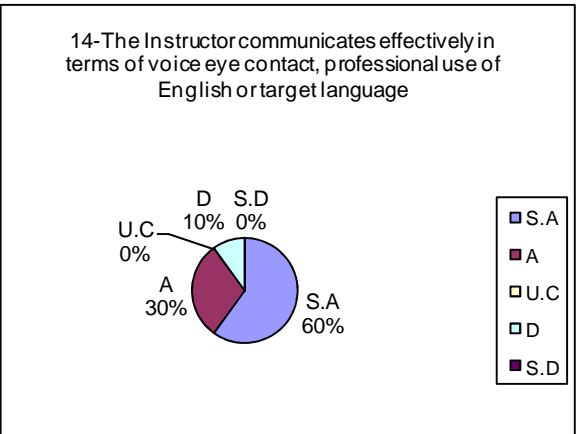 14-The Instructor communicates effectively in
terms of voice eye contact, professional use of
English or target language
D
10%
S.D
0%
U.C
0%
A
30%
S.A
60%
S.A
A
U.C
D
S.D